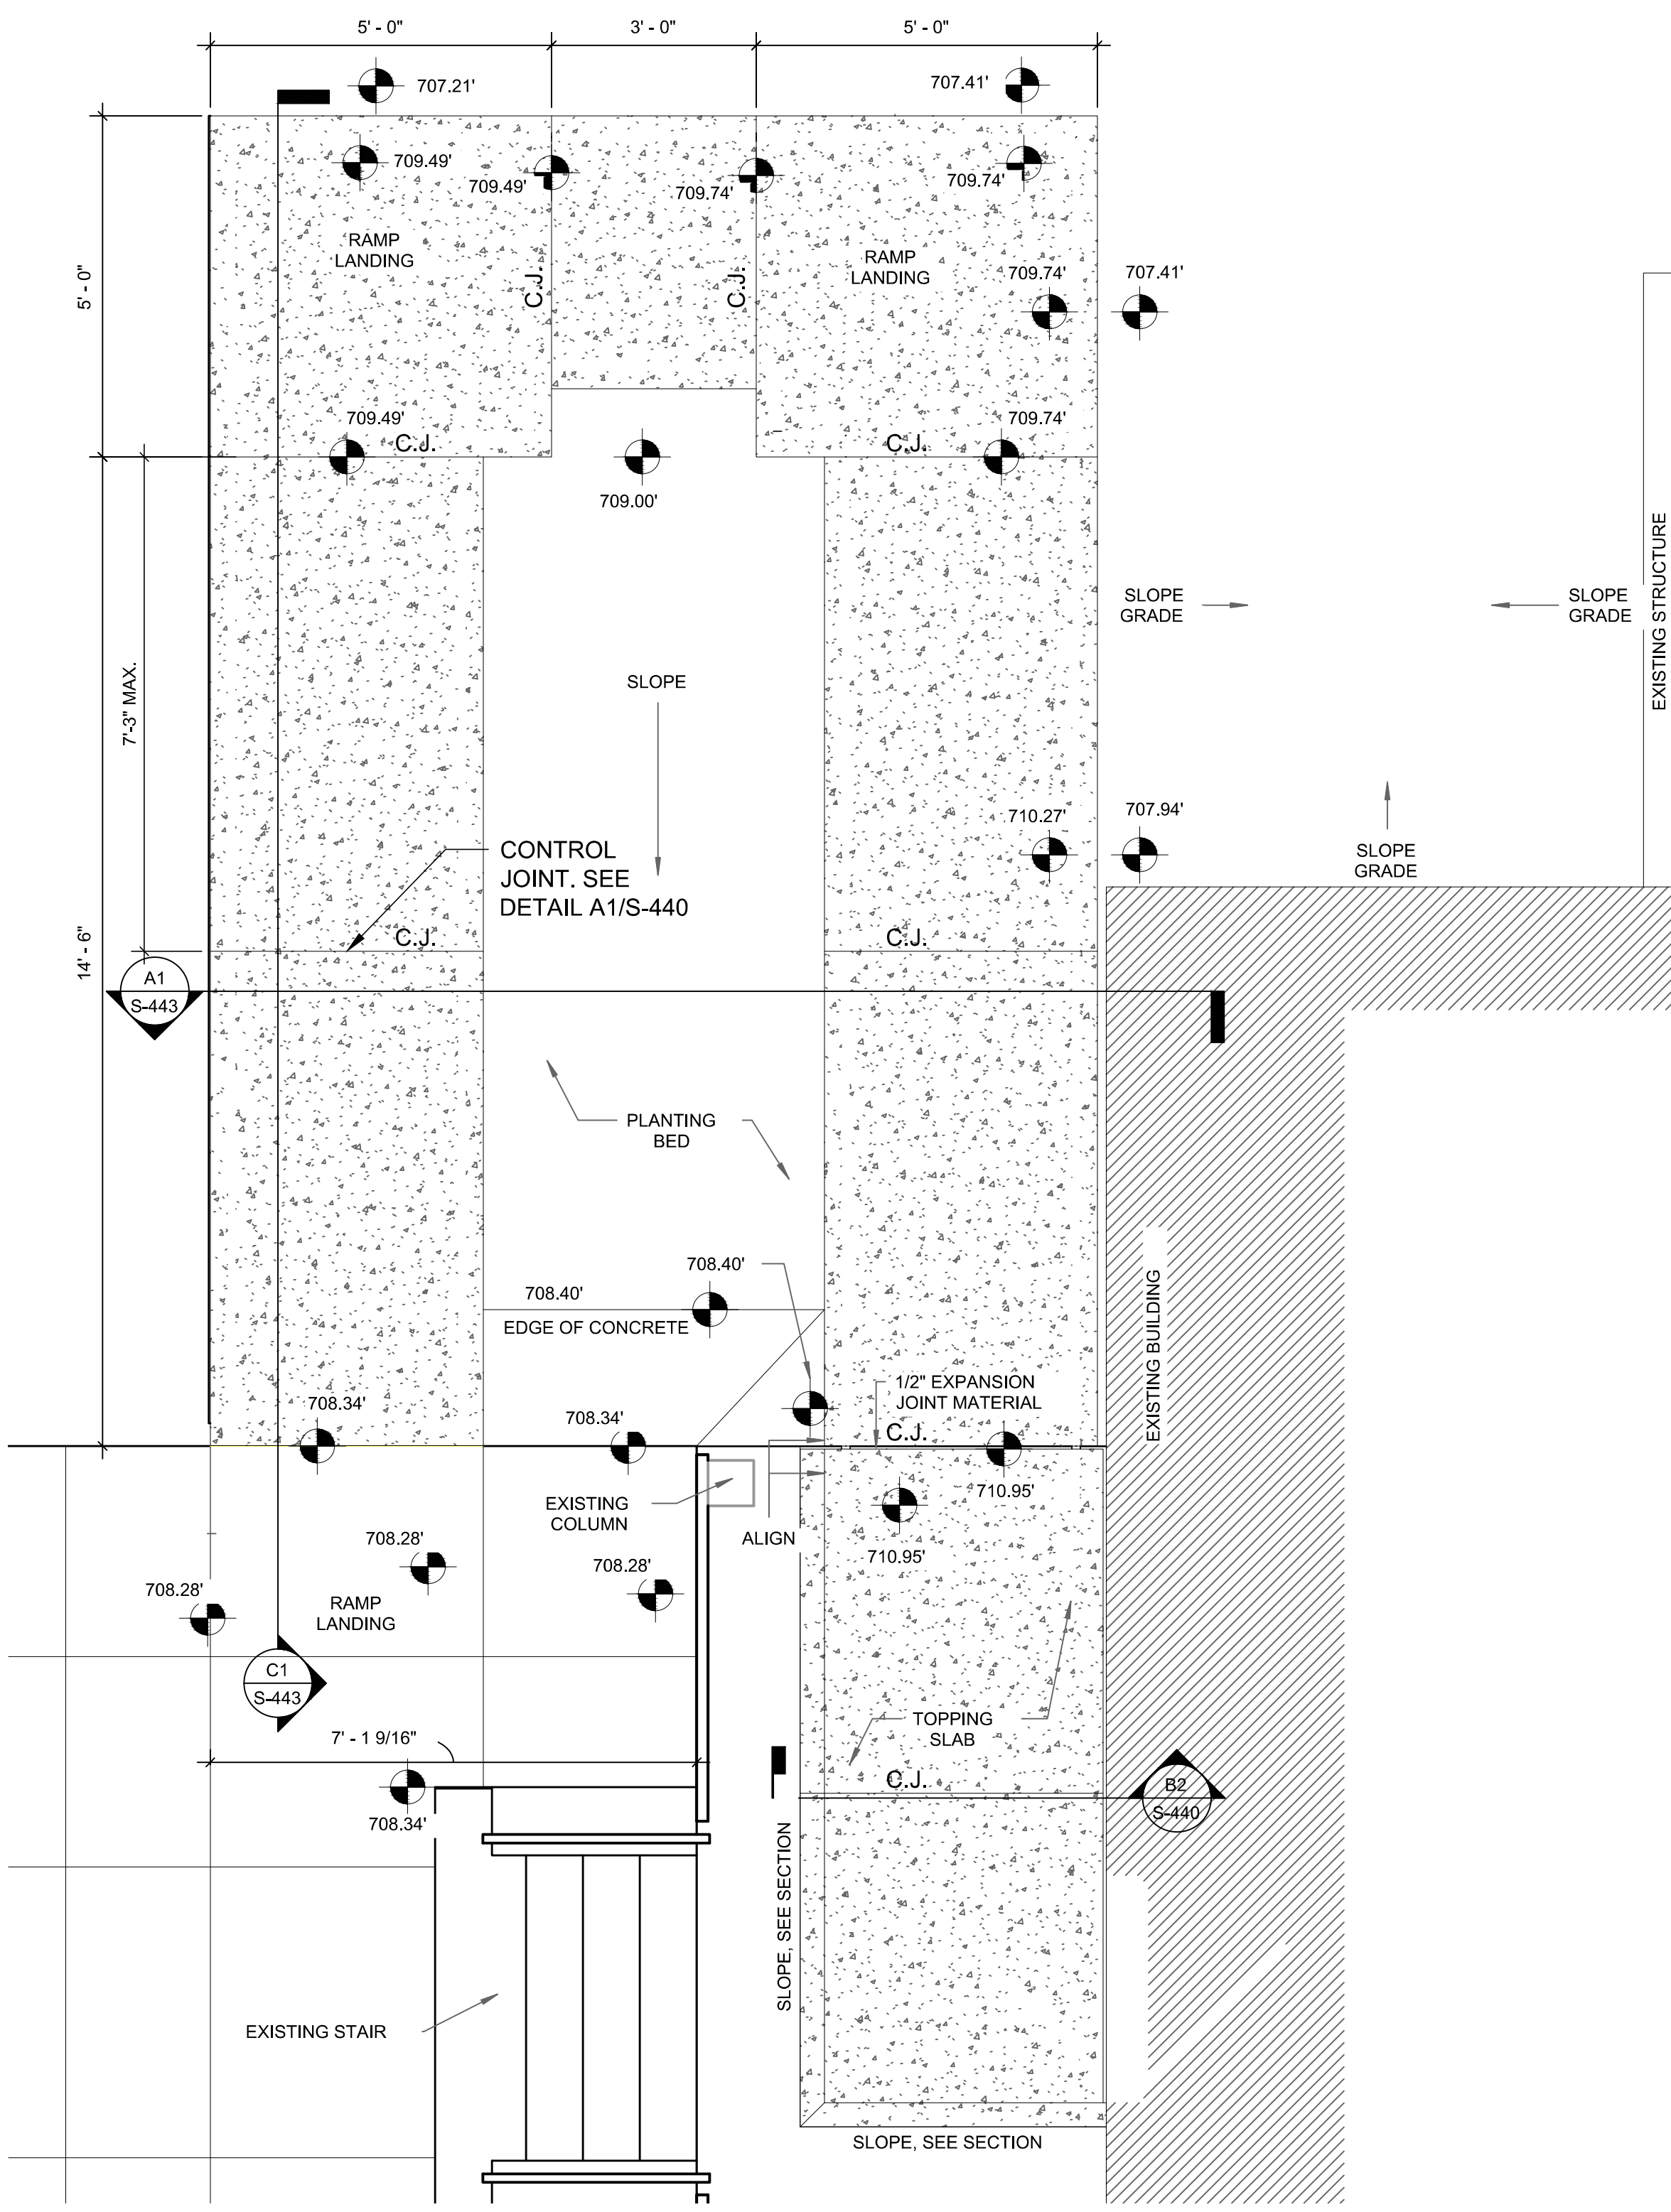 5' - 0"
3' - 0"
5' - 0"
707.21'
707.41'
709.49'
709.49'
709.74'
709.74'
RAMP
LANDING
RAMP
LANDING
C.J.
C.J.
709.74'
707.41'
5' - 0"
709.49'
C.J.
709.74'
C.J.
709.00'
SLOPE
GRADE
SLOPE
GRADE
EXISTING STRUCTURE
SLOPE
7'-3" MAX.
710.27'
707.94'
SLOPE
GRADE
CONTROL
JOINT. SEE
DETAIL A1/S-440
14' - 6"
C.J.
C.J.
A1
S-443
PLANTING
BED
708.40'
708.40'
EDGE OF CONCRETE
EXISTING BUILDING
1/2" EXPANSION
JOINT MATERIAL
C.J.
708.34'
708.34'
710.95'
EXISTING
COLUMN
ALIGN
710.95'
708.28'
708.28'
708.28'
RAMP
LANDING
C1
S-443
TOPPING
SLAB
7' - 1 9/16"
C.J.
B2
S-440
708.34'
SLOPE, SEE SECTION
EXISTING STAIR
SLOPE, SEE SECTION